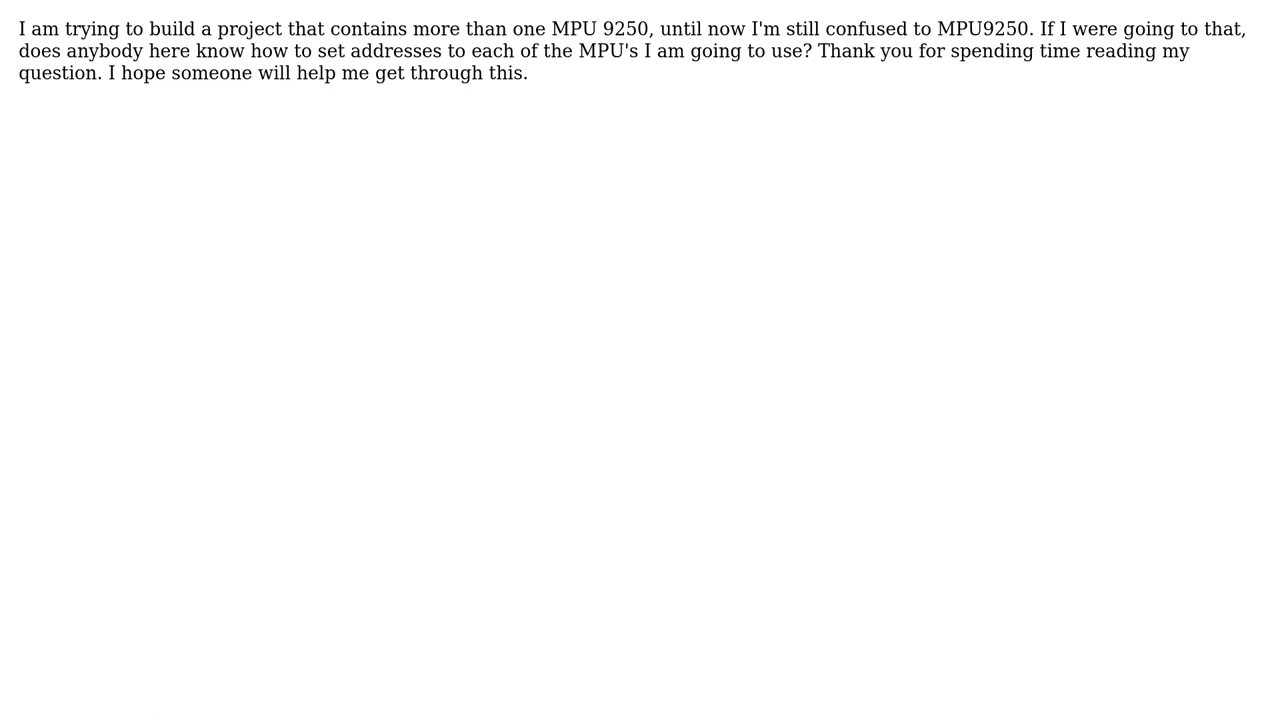 I am trying to build a project that contains more than one MPU 9250, until now I'm still confused to MPU9250. If I were going to that,
does anybody here know how to set addresses to each of the MPU's I am going to use? Thank you for spending time reading my
question. I hope someone will help me get through this.